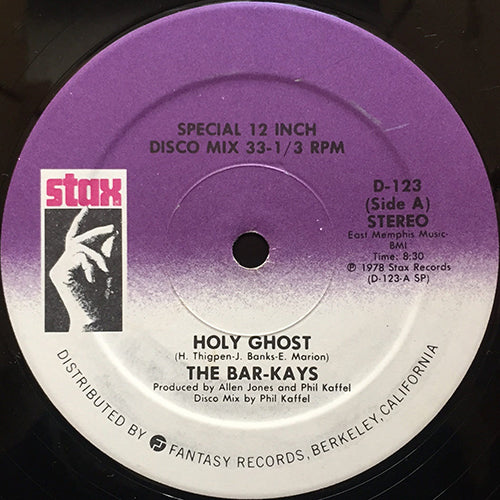 SPECIAL 12 INCH
DISCO MIX 33-1/3 RPM
stax
D-123
(Side A)
STEREO
East Memphis Music-
BMI
Time: 8:30
℗ 1978 Stax Records
(D-123-A SP)
HOLY GHOST
(H. Thigpen-J. Banks-E. Marion)
THE BAR-KAYS
Produced by Allen Jones and Phil Kaffel
Disco Mix by Phil Kaffel
DISTRIBUTED BY FANTASY RECORDS, BERKELEY, CALIFORNIA